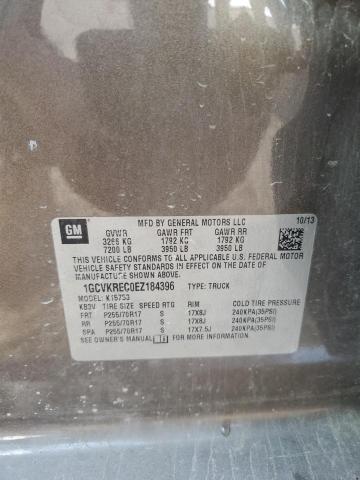 GM MFD BY GENERAL MOTORS LLC 10/13
GVWR GAWR FRT GAWR RR
3266 KG 1792 KG 1792 KG
7200 LB 3950 LB 3950 LB
THIS VEHICLE CONFORMS TO ALL APPLICABLE U.S. FEDERAL MOTOR
VEHICLE SAFETY STANDARDS IN EFFECT ON THE DATE OF
MANUFACTURE SHOWN ABOVE.
1GCVKREC0EZ184396 TYPE: TRUCK
MODEL: K15753
KB3V TIRE SIZE SPEED RTG RIM COLD TIRE PRESSURE
FRT P255/70R17 S 17X8J 240KPA(35PSI)
RR P255/70R17 S 17X8J 240KPA(35PSI)
SPA P255/70R17 S 17X7.5J 240KPA(35PSI)
SEE OWNER'S MANUAL FOR MORE INFORMATION.